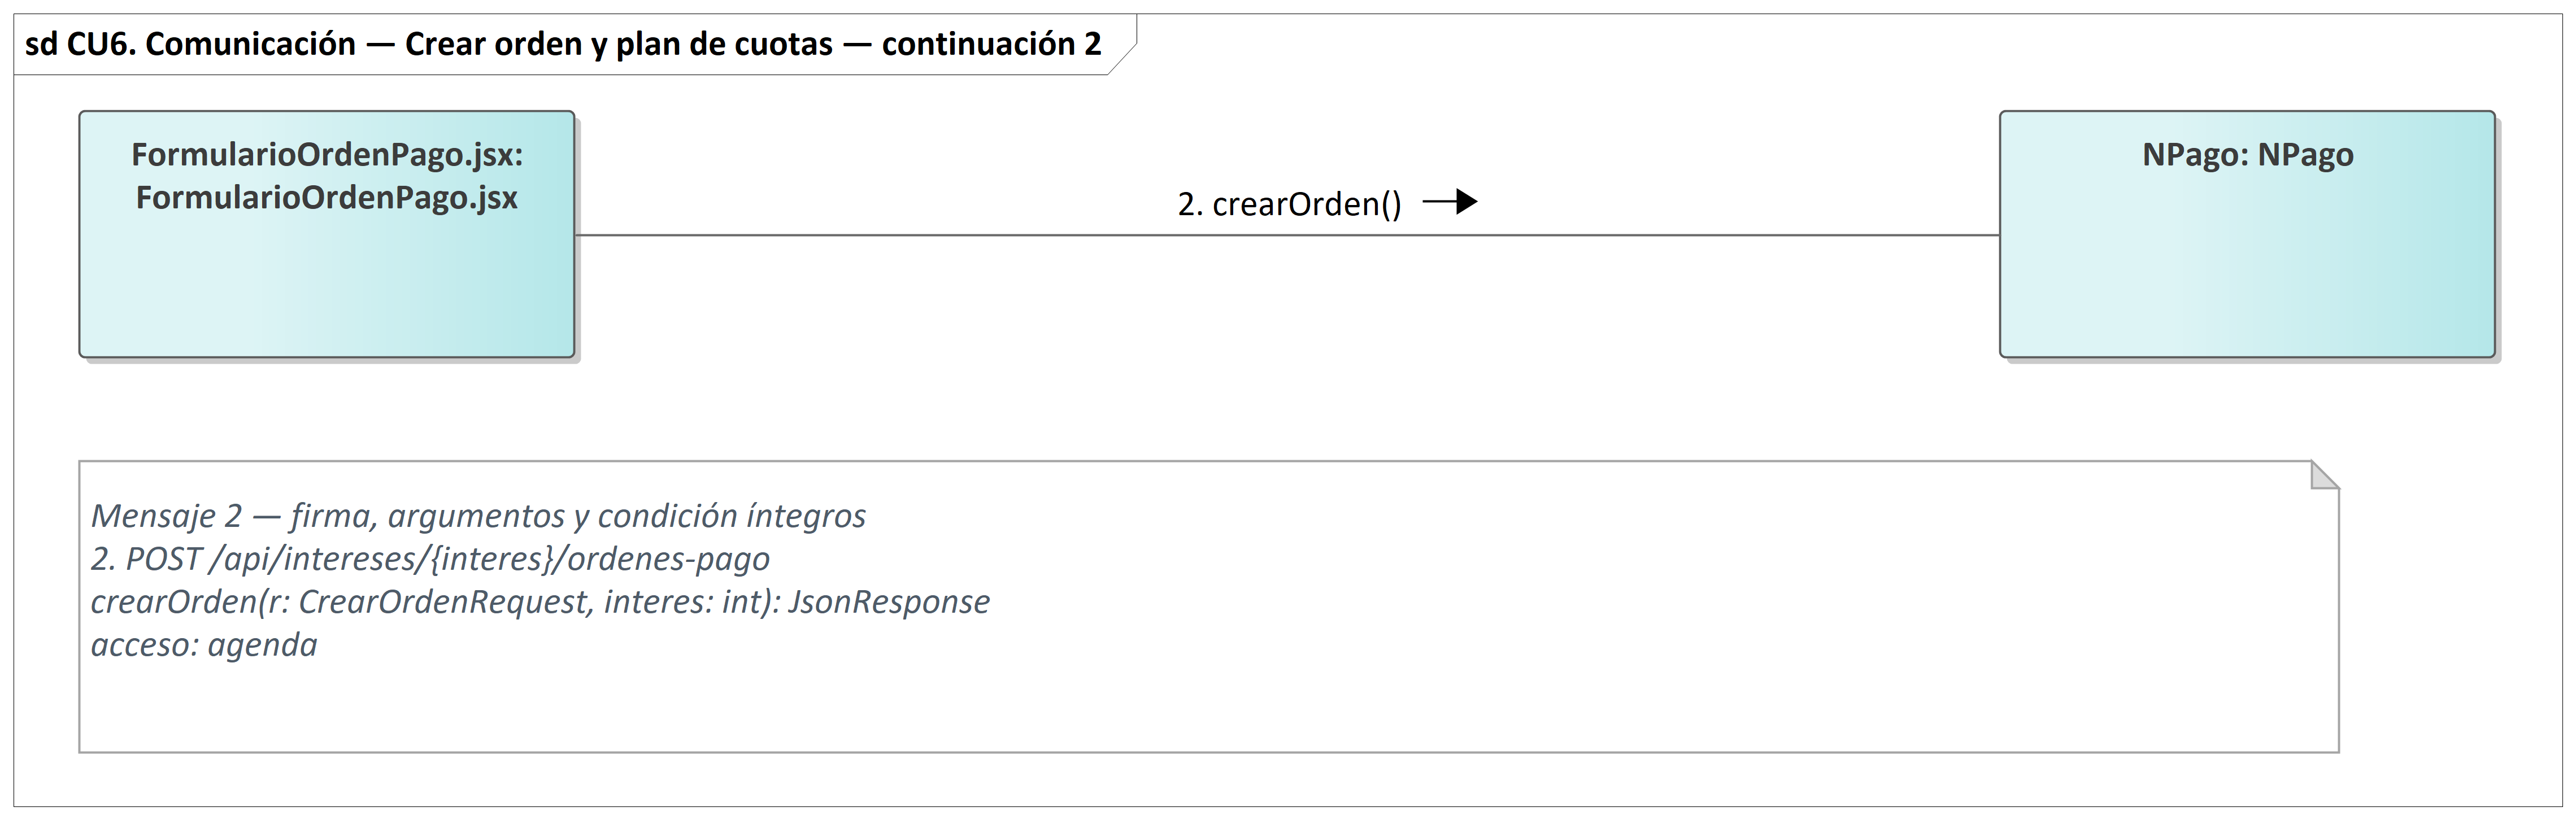 sd CU6. Comunicación — Crear orden y plan de cuotas — continuación 2
FormularioOrdenPago.jsx:
FormularioOrdenPago.jsx
NPago: NPago
2. crearOrden()
Mensaje 2 — firma, argumentos y condición íntegros
2. POST /api/intereses/{interes}/ordenes-pago
crearOrden(r: CrearOrdenRequest, interes: int): JsonResponse
acceso: agenda